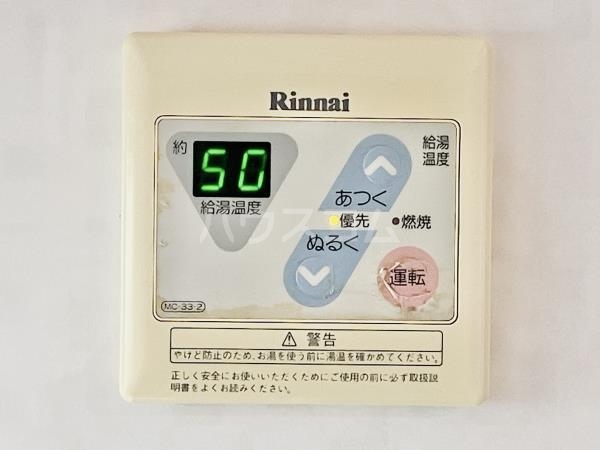 Rinnai
約
50
給湯温度
給湯
温度
あつく
優先
燃焼
ぬるく
運転
MC-33-2
⚠ 警告
やけど防止のため、お湯を使う前に湯温を確かめてください。
正しく安全にお使いいただくためにご使用の前に必ず取扱説
明書をよくお読みください。